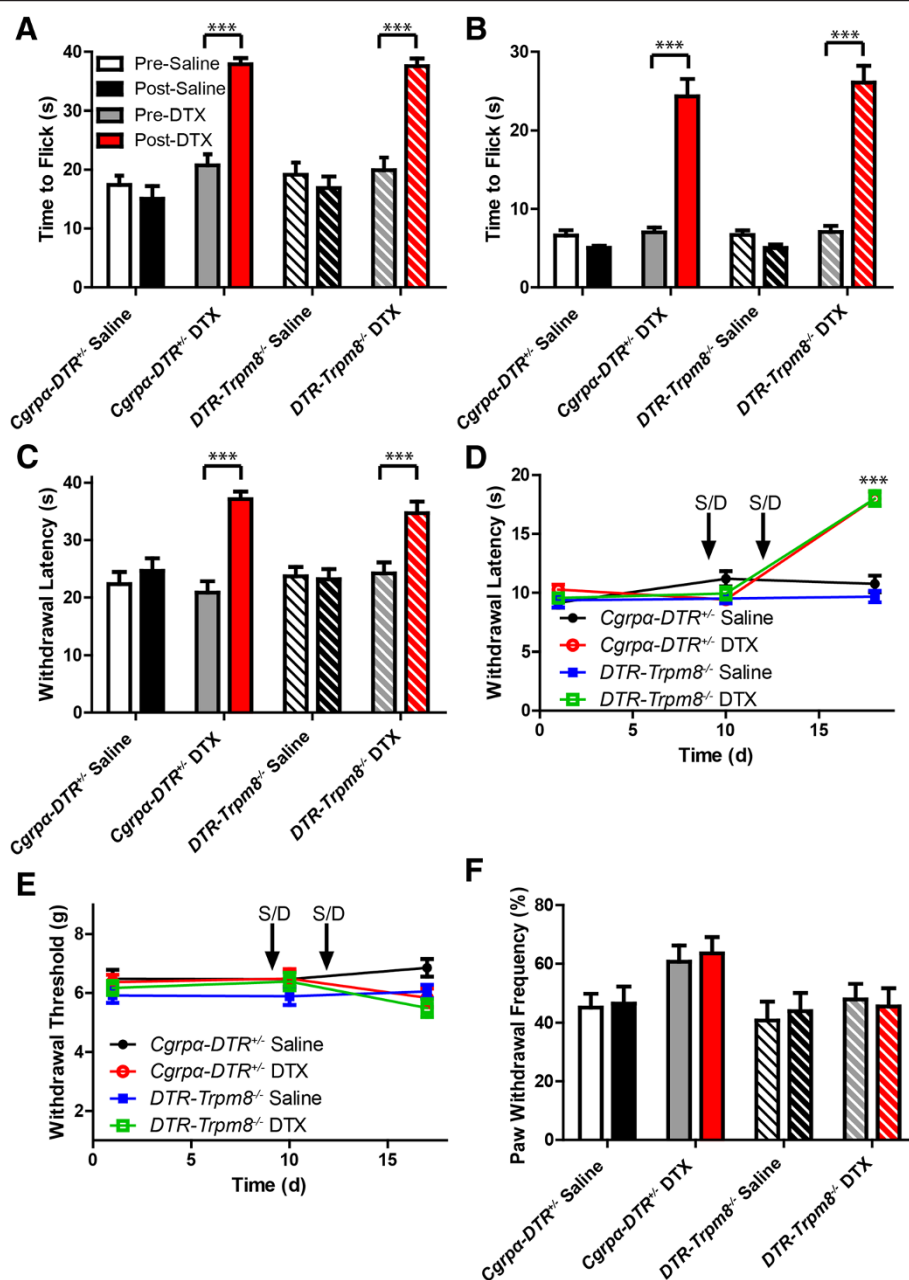 A
***
***
Time to Flick (s)
40
30
20
10
0
Pre-Saline
Post-Saline
Pre-DTX
Post-DTX
Cgrpα-DTR+/- Saline
Cgrpα-DTR+/- DTX
DTR-Trpm8-/- Saline
DTR-Trpm8-/- DTX
B
***
***
Time to Flick (s)
30
20
10
0
Cgrpα-DTR+/- Saline
Cgrpα-DTR+/- DTX
DTR-Trpm8-/- Saline
DTR-Trpm8-/- DTX
C
***
***
Withdrawal Latency (s)
40
30
20
10
0
Cgrpα-DTR+/- Saline
Cgrpα-DTR+/- DTX
DTR-Trpm8-/- Saline
DTR-Trpm8-/- DTX
D
Withdrawal Latency (s)
20
15
10
5
0
S/D
S/D
***
Cgrpα-DTR+/- Saline
Cgrpα-DTR+/- DTX
DTR-Trpm8-/- Saline
DTR-Trpm8-/- DTX
0
5
10
15
Time (d)
E
Withdrawal Threshold (g)
8
6
4
2
S/D
S/D
Cgrpα-DTR+/- Saline
Cgrpα-DTR+/- DTX
DTR-Trpm8-/- Saline
DTR-Trpm8-/- DTX
0
5
10
15
Time (d)
F
Paw Withdrawal Frequency (%)
80
60
40
20
0
Cgrpα-DTR+/- Saline
Cgrpα-DTR+/- DTX
DTR-Trpm8-/- Saline
DTR-Trpm8-/- DTX